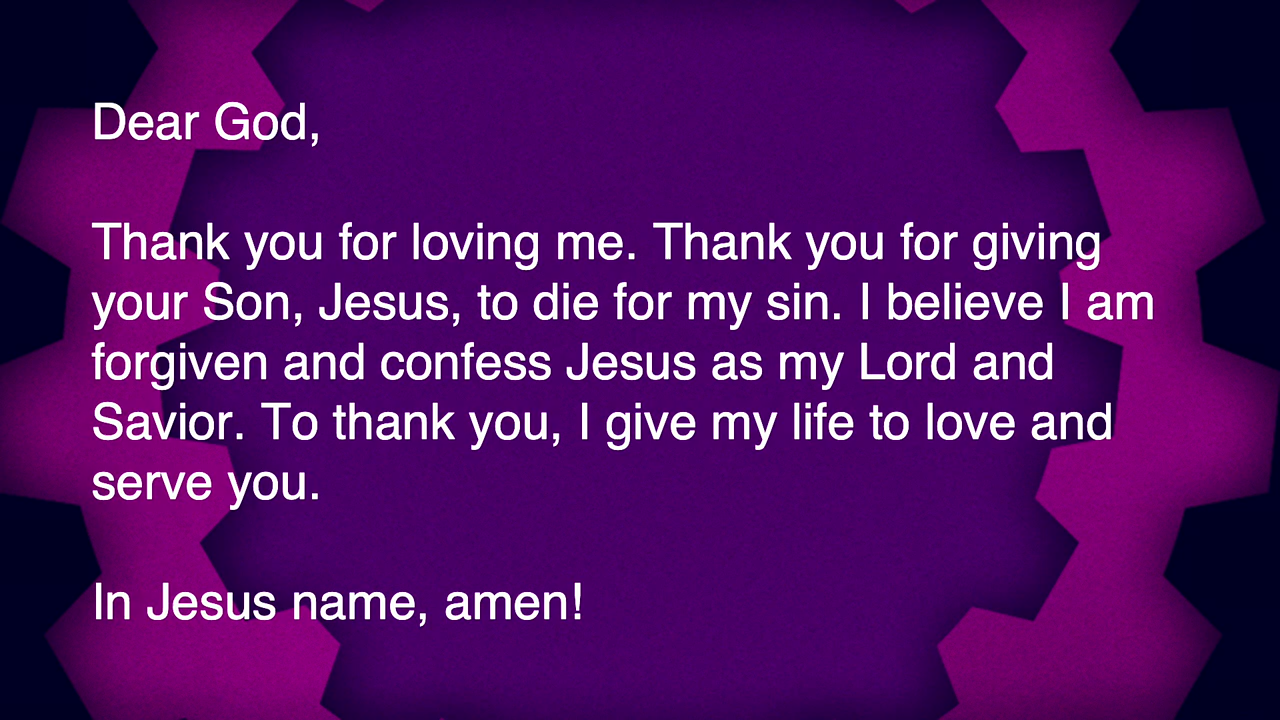 Dear God,
Thank you for loving me. Thank you for giving
your Son, Jesus, to die for my sin. I believe I am
forgiven and confess Jesus as my Lord and
Savior. To thank you, I give my life to love and
serve you.
In Jesus name, amen!